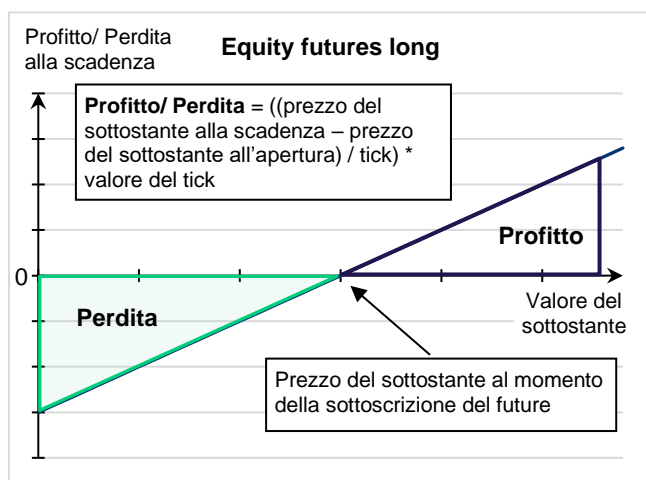 Profitto/ Perdita
alla scadenza
Equity futures long
Profitto/ Perdita = ((prezzo del
sottostante alla scadenza – prezzo
del sottostante all'apertura) / tick) *
valore del tick
Profitto
0
Valore del
sottostante
Perdita
Prezzo del sottostante al momento
della sottoscrizione del future